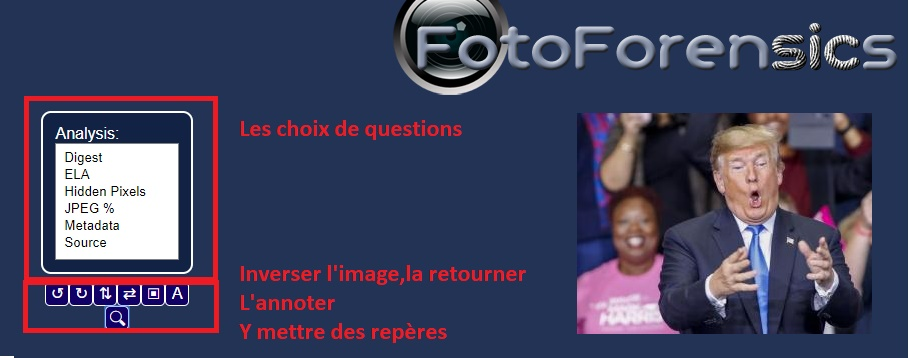 FotoForensics
Analysis:
Digest
ELA
Hidden Pixels
JPEG %
Metadata
Source
Les choix de questions
Inverser l'image,la retourner
L'annoter
Y mettre des repères
A
HARRIS